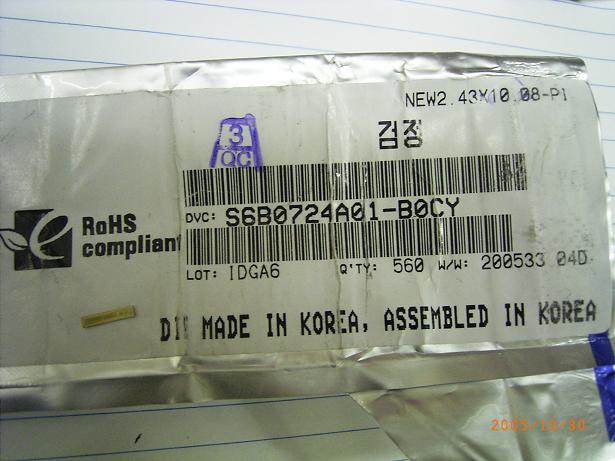 NEW2.43X10.08-P1
3
QC
검정
RoHS
compliant
DVC: S6B0724A01-B0CY
LOT: IDGA6 Q'TY: 560 W/W: 200533 04D
MADE IN KOREA, ASSEMBLED IN KOREA
2005/10/30